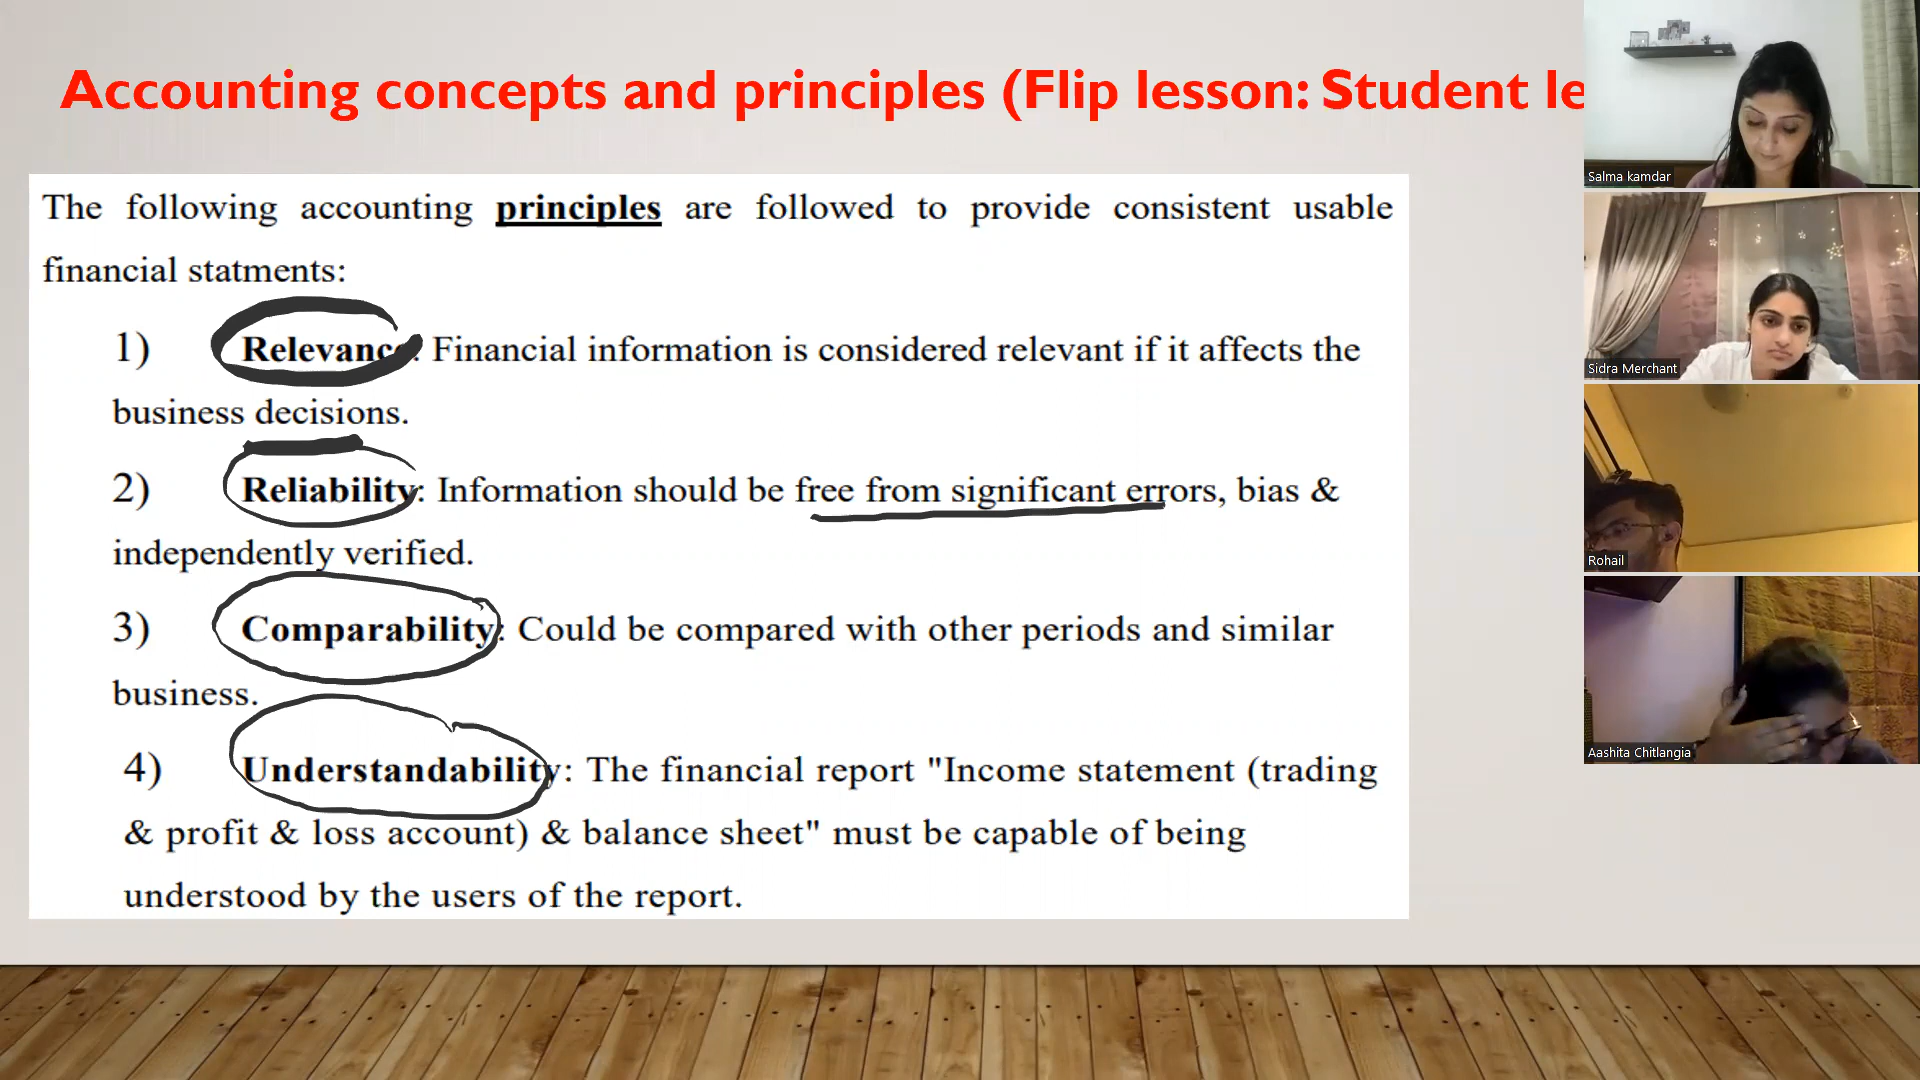 Accounting concepts and principles (Flip lesson: Student le
The following accounting principles are followed to provide consistent usable
financial statments:
1) Relevance: Financial information is considered relevant if it affects the
business decisions.
2) Reliability: Information should be free from significant errors, bias &
independently verified.
3) Comparability: Could be compared with other periods and similar
business.
4) Understandability: The financial report "Income statement (trading
& profit & loss account) & balance sheet" must be capable of being
understood by the users of the report.
Salma kamdar
Sidra Merchant
Rohail
Aashita Chitlangia